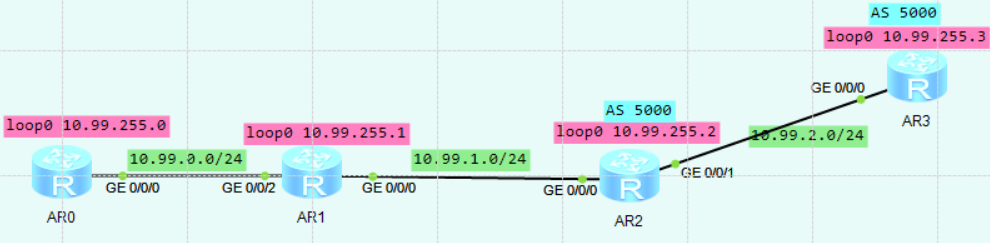 AS 5000
loop0 10.99.255.3
GE 0/0/0
AR3
AS 5000
loop0 10.99.255.2
10.99.2.0/24
loop0 10.99.255.0
loop0 10.99.255.1
10.99.0.0/24
10.99.1.0/24
GE 0/0/1
GE 0/0/0
GE 0/0/2
GE 0/0/0
GE 0/0/0
AR0
AR1
AR2